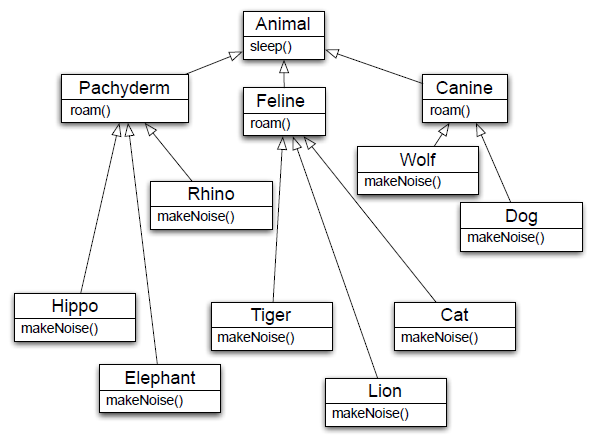 Animal
sleep()
Pachyderm
roam()
Feline
roam()
Canine
roam()
Wolf
makeNoise()
Rhino
makeNoise()
Dog
makeNoise()
Hippo
makeNoise()
Tiger
makeNoise()
Cat
makeNoise()
Elephant
makeNoise()
Lion
makeNoise()